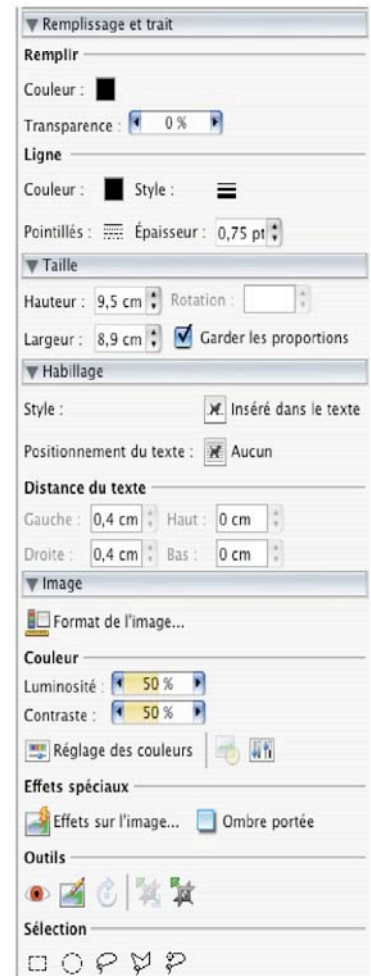 Remplissage et trait
Remplir
Couleur :
Transparence : 0 %
Ligne
Couleur : Style :
Pointillés : Épaisseur : 0,75 pt
Taille
Hauteur : 9,5 cm Rotation :
Largeur : 8,9 cm Garder les proportions
Habillage
Style : Inséré dans le texte
Positionnement du texte : Aucun
Distance du texte
Gauche : 0,4 cm Haut : 0 cm
Droite : 0,4 cm Bas : 0 cm
Image
Format de l'image...
Couleur
Luminosité : 50 %
Contraste : 50 %
Réglage des couleurs
Effets spéciaux
Effets sur l'image... Ombre portée
Outils
Sélection